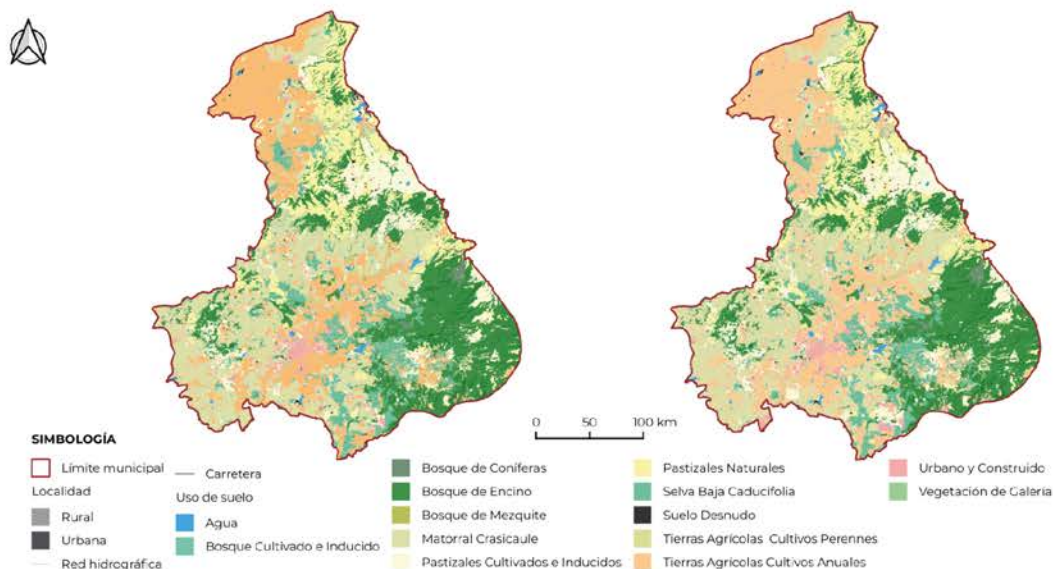 0 50 100 km
SIMBOLOGÍA
Límite municipal
Localidad
Rural
Urbana
Red hidrográfica
Carretera
Uso de suelo
Agua
Bosque Cultivado e Inducido
Bosque de Coníferas
Bosque de Encino
Bosque de Mezquite
Matorral Crasicaule
Pastizales Cultivados e Inducidos
Pastizales Naturales
Selva Baja Caducifolia
Suelo Desnudo
Tierras Agrícolas Cultivos Perennes
Tierras Agrícolas Cultivos Anuales
Urbano y Construido
Vegetación de Galería